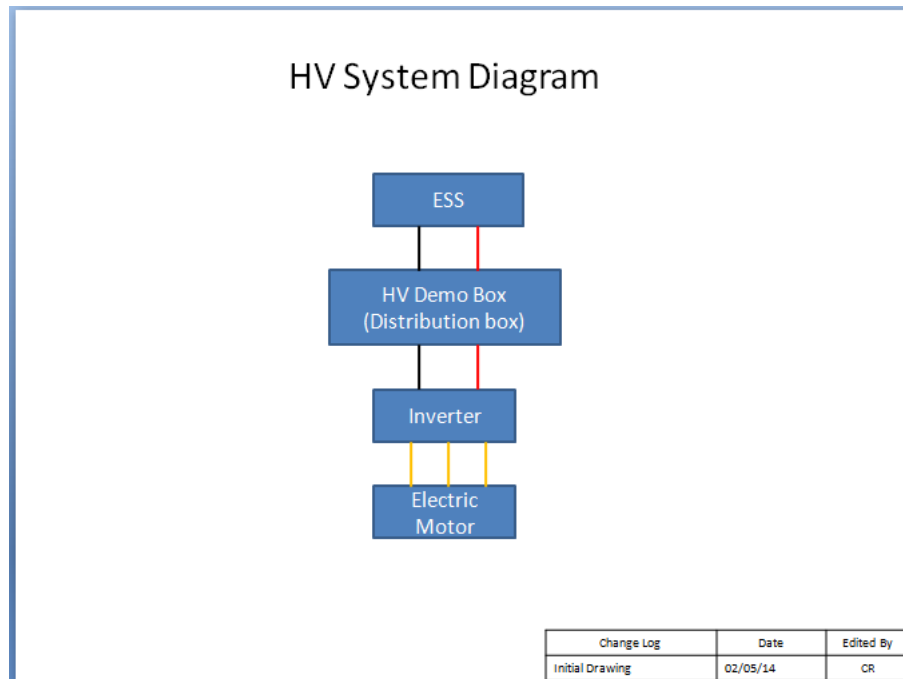 HV System Diagram
ESS
HV Demo Box
(Distribution box)
Inverter
Electric
Motor
Change Log Date Edited By
Initial Drawing 02/05/14 CR